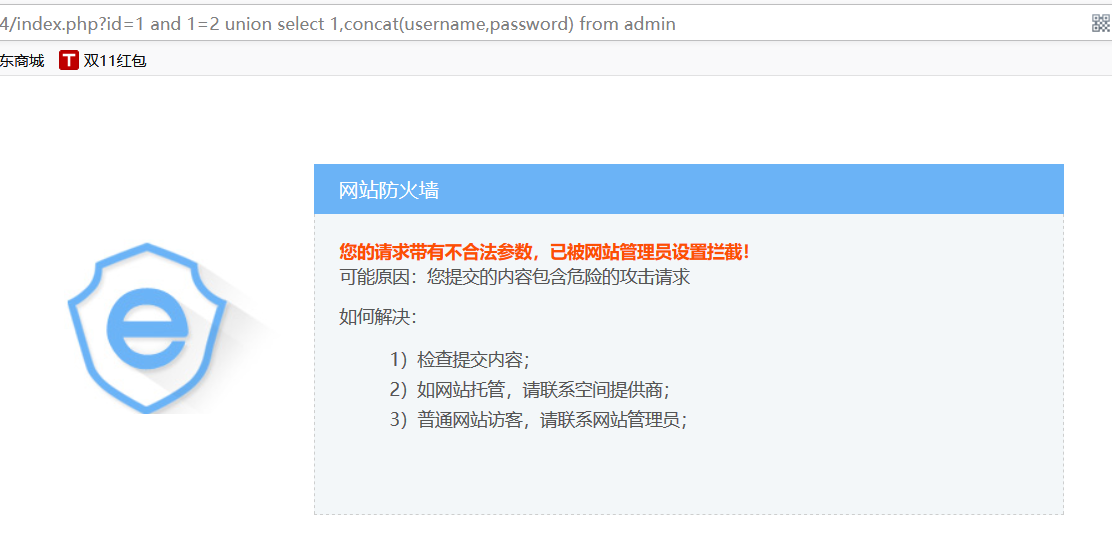 4/index.php?id=1 and 1=2 union select 1,concat(username,password) from admin
东商城 T 双11红包
网站防火墙
您的请求带有不合法参数，已被网站管理员设置拦截！
可能原因：您提交的内容包含危险的攻击请求
如何解决：
1）检查提交内容；
2）如网站托管，请联系空间提供商；
3）普通网站访客，请联系网站管理员；
e